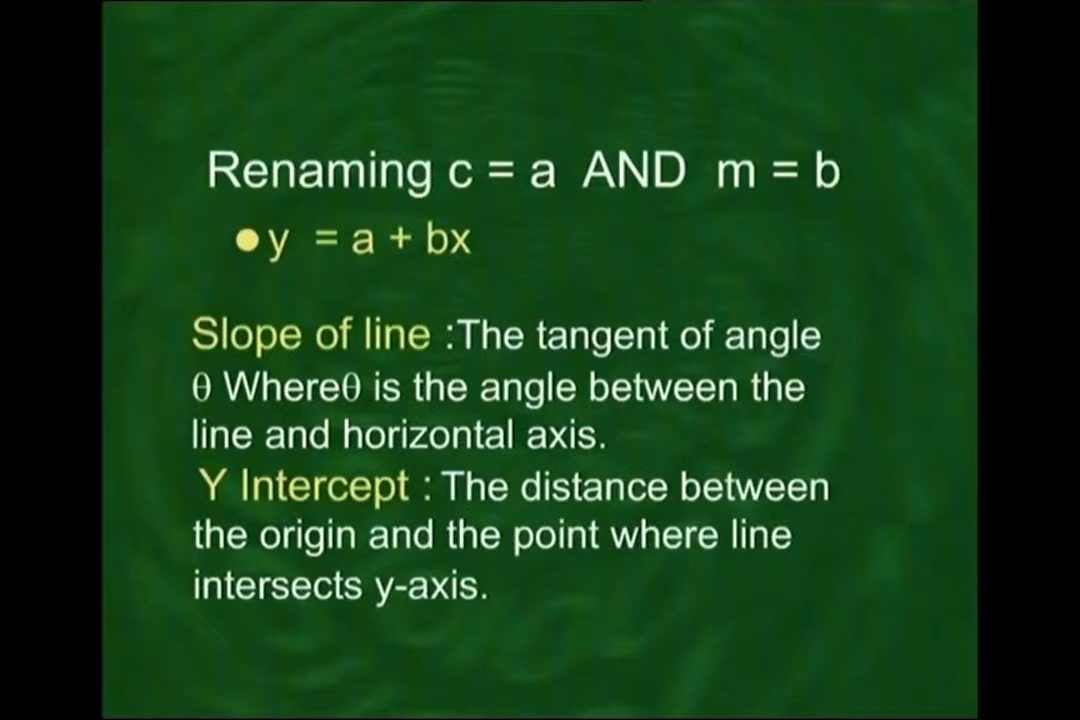 Renaming c = a AND m = b
●y = a + bx
Slope of line :The tangent of angle
θ Whereθ is the angle between the
line and horizontal axis.
Y Intercept : The distance between
the origin and the point where line
intersects y-axis.